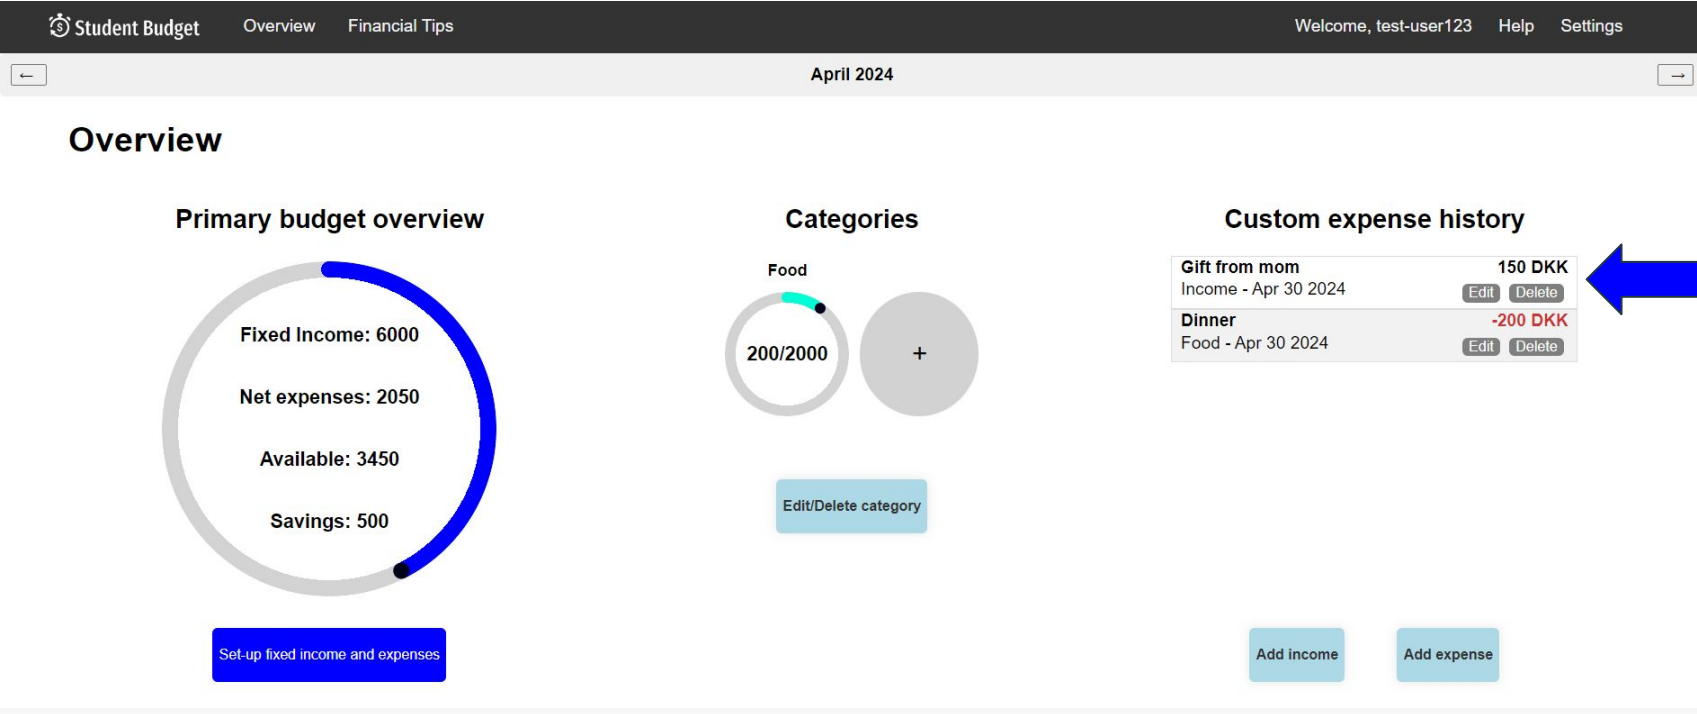 Student Budget Overview Financial Tips Welcome, test-user123 Help Settings
← April 2024 →
Overview
Primary budget overview
Fixed Income: 6000
Net expenses: 2050
Available: 3450
Savings: 500
Set-up fixed income and expenses
Categories
Food
200/2000 +
Edit/Delete category
Custom expense history
Gift from mom 150 DKK
Income - Apr 30 2024 Edit Delete
Dinner -200 DKK
Food - Apr 30 2024 Edit Delete
Add income Add expense